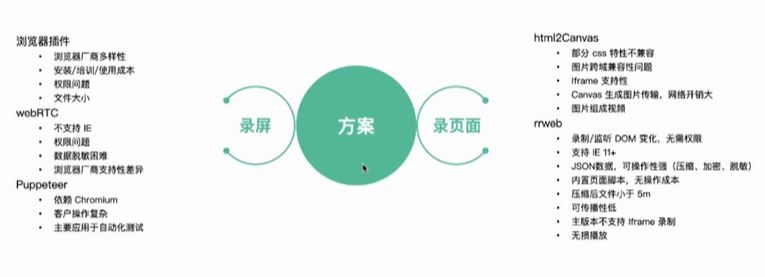 浏览器插件
• 浏览器厂商多样性
• 安装/培训/使用成本
• 权限问题
• 文件大小
webRTC
• 不支持 IE
• 权限问题
• 数据脱敏困难
• 浏览器厂商支持性差异
Puppeteer
• 依赖 Chromium
• 客户操作复杂
• 主要应用于自动化测试
录屏
方案
录页面
html2Canvas
• 部分 css 特性不兼容
• 图片跨域兼容性问题
• Iframe 支持性
• Canvas 生成图片传输，网络开销大
• 图片组成视频
rrweb
• 录制/监听 DOM 变化，无需权限
• 支持 IE 11+
• JSON数据，可操作性强（压缩、加密、脱敏）
• 内置页面脚本，无操作成本
• 压缩后文件小于 5m
• 可传播性低
• 主版本不支持 Iframe 录制
• 无损播放